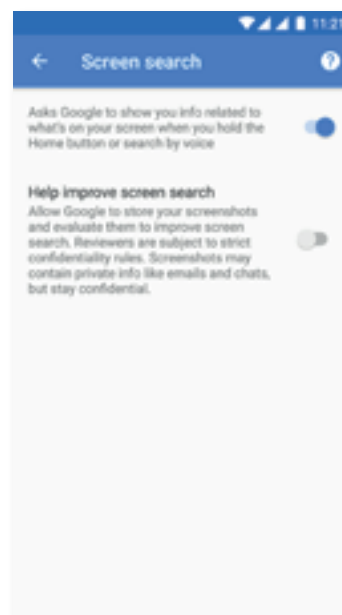 11:21
Screen search
Asks Google to show you info related to
what's on your screen when you hold the
Home button or search by voice
Help improve screen search
Allow Google to store your screenshots
and evaluate them to improve screen
search. Reviewers are subject to strict
confidentiality rules. Screenshots may
contain private info like emails and chats,
but stay confidential.